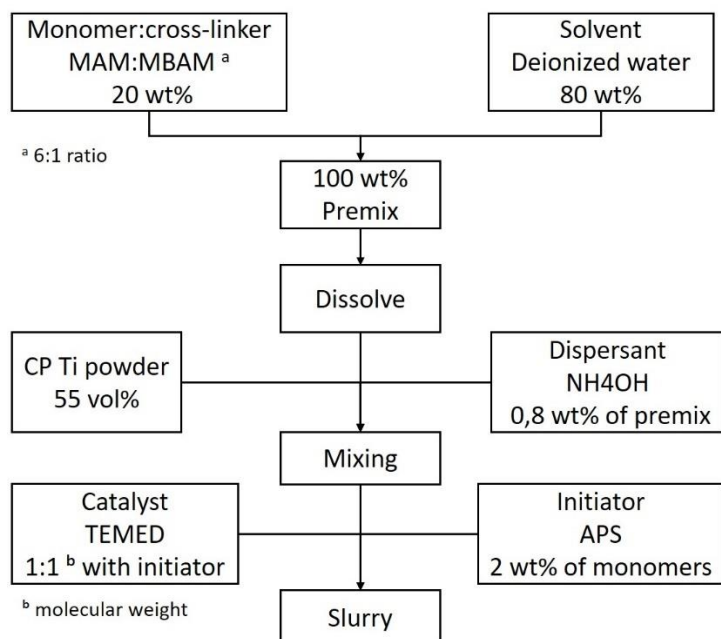 Monomer:cross-linker
MAM:MBAM ᵃ
20 wt%
Solvent
Deionized water
80 wt%
ᵃ 6:1 ratio
100 wt%
Premix
Dissolve
CP Ti powder
55 vol%
Dispersant
NH4OH
0,8 wt% of premix
Mixing
Catalyst
TEMED
1:1 ᵇ with initiator
Initiator
APS
2 wt% of monomers
ᵇ molecular weight
Slurry